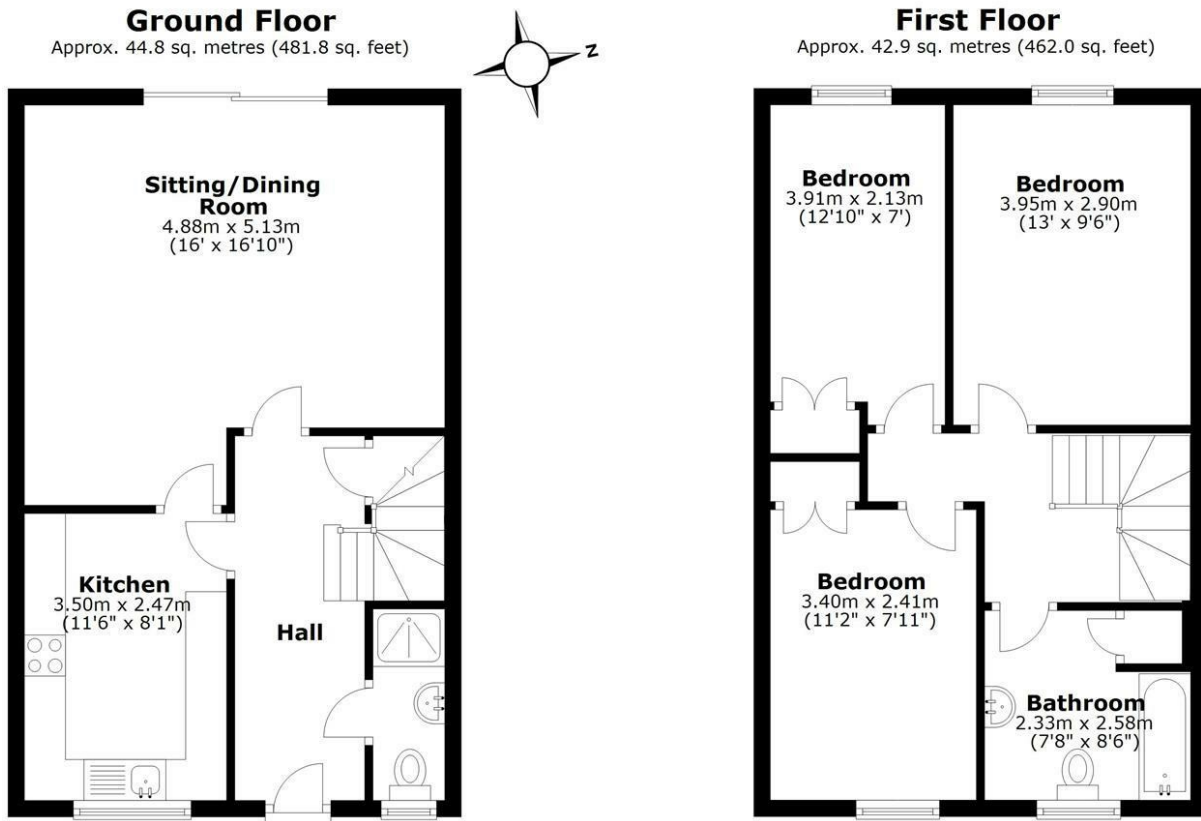 Ground Floor
Approx. 44.8 sq. metres (481.8 sq. feet)
Z
Sitting/Dining
Room
4.88m x 5.13m
(16' x 16'10")
Kitchen
3.50m x 2.47m
(11'6" x 8'1")
Hall
First Floor
Approx. 42.9 sq. metres (462.0 sq. feet)
Bedroom
3.91m x 2.13m
(12'10" x 7')
Bedroom
3.95m x 2.90m
(13' x 9'6")
Bedroom
3.40m x 2.41m
(11'2" x 7'11")
Bathroom
2.33m x 2.58m
(7'8" x 8'6")